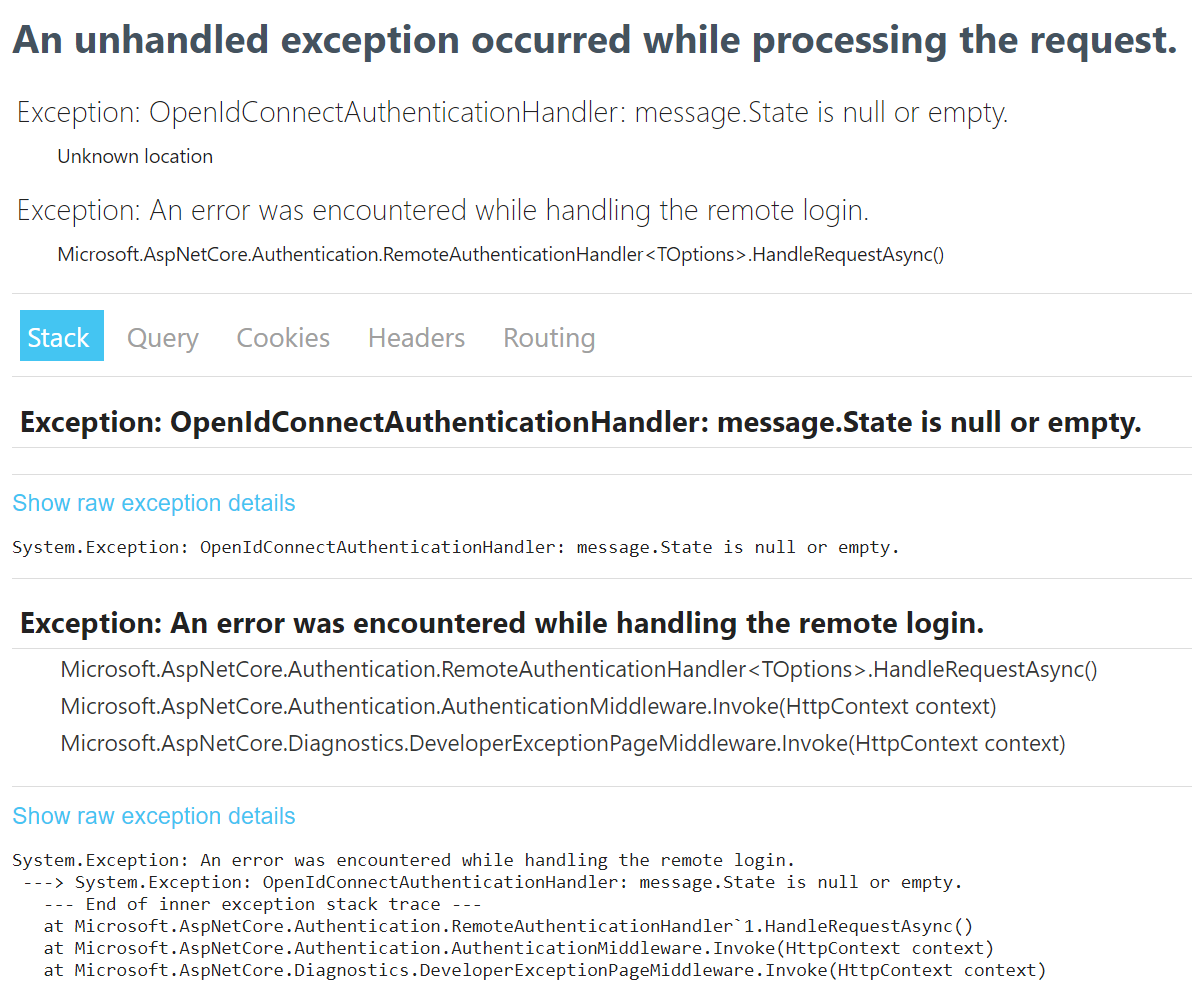 An unhandled exception occurred while processing the request.
Exception: OpenIdConnectAuthenticationHandler: message.State is null or empty.
Unknown location
Exception: An error was encountered while handling the remote login.
Microsoft.AspNetCore.Authentication.RemoteAuthenticationHandler<TOptions>.HandleRequestAsync()
Stack Query Cookies Headers Routing
Exception: OpenIdConnectAuthenticationHandler: message.State is null or empty.
Show raw exception details
System.Exception: OpenIdConnectAuthenticationHandler: message.State is null or empty.
Exception: An error was encountered while handling the remote login.
Microsoft.AspNetCore.Authentication.RemoteAuthenticationHandler<TOptions>.HandleRequestAsync()
Microsoft.AspNetCore.Authentication.AuthenticationMiddleware.Invoke(HttpContext context)
Microsoft.AspNetCore.Diagnostics.DeveloperExceptionPageMiddleware.Invoke(HttpContext context)
Show raw exception details
System.Exception: An error was encountered while handling the remote login.
---> System.Exception: OpenIdConnectAuthenticationHandler: message.State is null or empty.
--- End of inner exception stack trace ---
at Microsoft.AspNetCore.Authentication.RemoteAuthenticationHandler`1.HandleRequestAsync()
at Microsoft.AspNetCore.Authentication.AuthenticationMiddleware.Invoke(HttpContext context)
at Microsoft.AspNetCore.Diagnostics.DeveloperExceptionPageMiddleware.Invoke(HttpContext context)